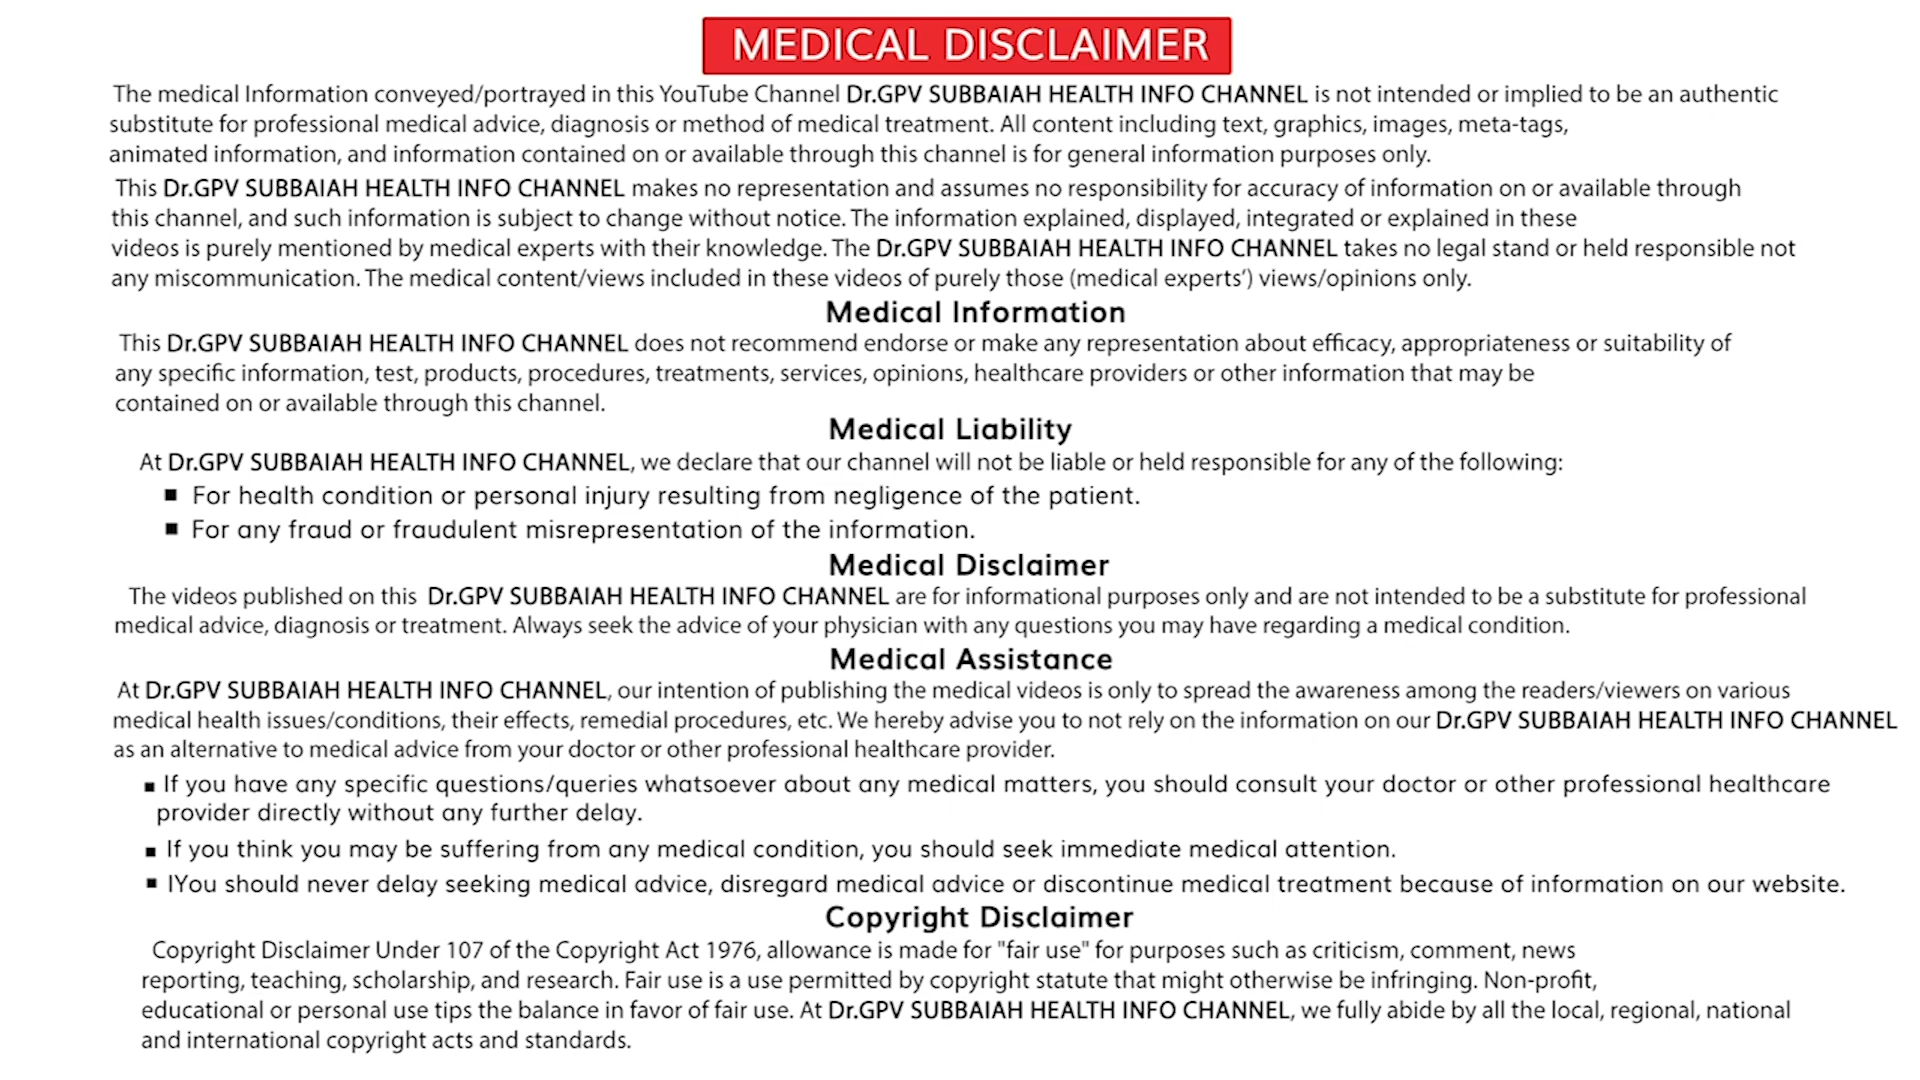 MEDICAL DISCLAIMER
The medical Information conveyed/portrayed in this YouTube Channel Dr.GPV SUBBAIAH HEALTH INFO CHANNEL is not intended or implied to be an authentic
substitute for professional medical advice, diagnosis or method of medical treatment. All content including text, graphics, images, meta-tags,
animated information, and information contained on or available through this channel is for general information purposes only.
This Dr.GPV SUBBAIAH HEALTH INFO CHANNEL makes no representation and assumes no responsibility for accuracy of information on or available through
this channel, and such information is subject to change without notice. The information explained, displayed, integrated or explained in these
videos is purely mentioned by medical experts with their knowledge. The Dr.GPV SUBBAIAH HEALTH INFO CHANNEL takes no legal stand or held responsible not
any miscommunication. The medical content/views included in these videos of purely those (medical experts’) views/opinions only.
Medical Information
This Dr.GPV SUBBAIAH HEALTH INFO CHANNEL does not recommend endorse or make any representation about efficacy, appropriateness or suitability of
any specific information, test, products, procedures, treatments, services, opinions, healthcare providers or other information that may be
contained on or available through this channel.
Medical Liability
At Dr.GPV SUBBAIAH HEALTH INFO CHANNEL, we declare that our channel will not be liable or held responsible for any of the following:
▪ For health condition or personal injury resulting from negligence of the patient.
▪ For any fraud or fraudulent misrepresentation of the information.
Medical Disclaimer
The videos published on this Dr.GPV SUBBAIAH HEALTH INFO CHANNEL are for informational purposes only and are not intended to be a substitute for professional
medical advice, diagnosis or treatment. Always seek the advice of your physician with any questions you may have regarding a medical condition.
Medical Assistance
At Dr.GPV SUBBAIAH HEALTH INFO CHANNEL, our intention of publishing the medical videos is only to spread the awareness among the readers/viewers on various
medical health issues/conditions, their effects, remedial procedures, etc. We hereby advise you to not rely on the information on our Dr.GPV SUBBAIAH HEALTH INFO CHANNEL
as an alternative to medical advice from your doctor or other professional healthcare provider.
▪ If you have any specific questions/queries whatsoever about any medical matters, you should consult your doctor or other professional healthcare
provider directly without any further delay.
▪ If you think you may be suffering from any medical condition, you should seek immediate medical attention.
▪ IYou should never delay seeking medical advice, disregard medical advice or discontinue medical treatment because of information on our website.
Copyright Disclaimer
Copyright Disclaimer Under 107 of the Copyright Act 1976, allowance is made for "fair use" for purposes such as criticism, comment, news
reporting, teaching, scholarship, and research. Fair use is a use permitted by copyright statute that might otherwise be infringing. Non-profit,
educational or personal use tips the balance in favor of fair use. At Dr.GPV SUBBAIAH HEALTH INFO CHANNEL, we fully abide by all the local, regional, national
and international copyright acts and standards.